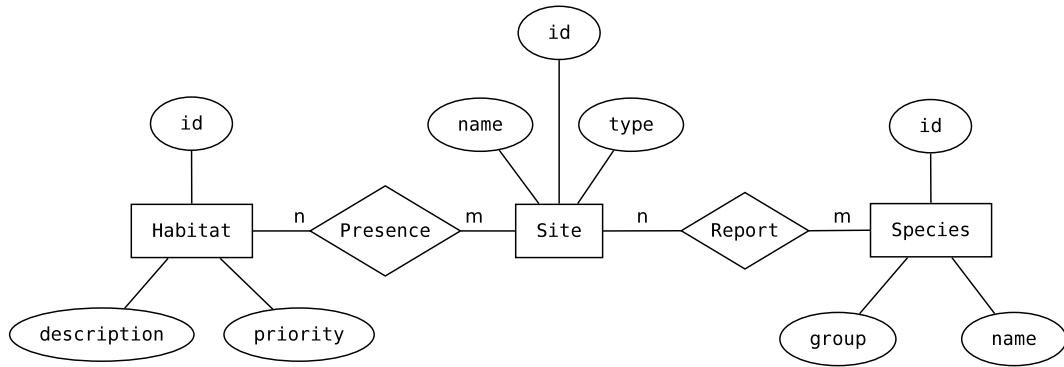 id
id
name
type
id
Habitat
n
Presence
m
Site
n
Report
m
Species
description
priority
group
name